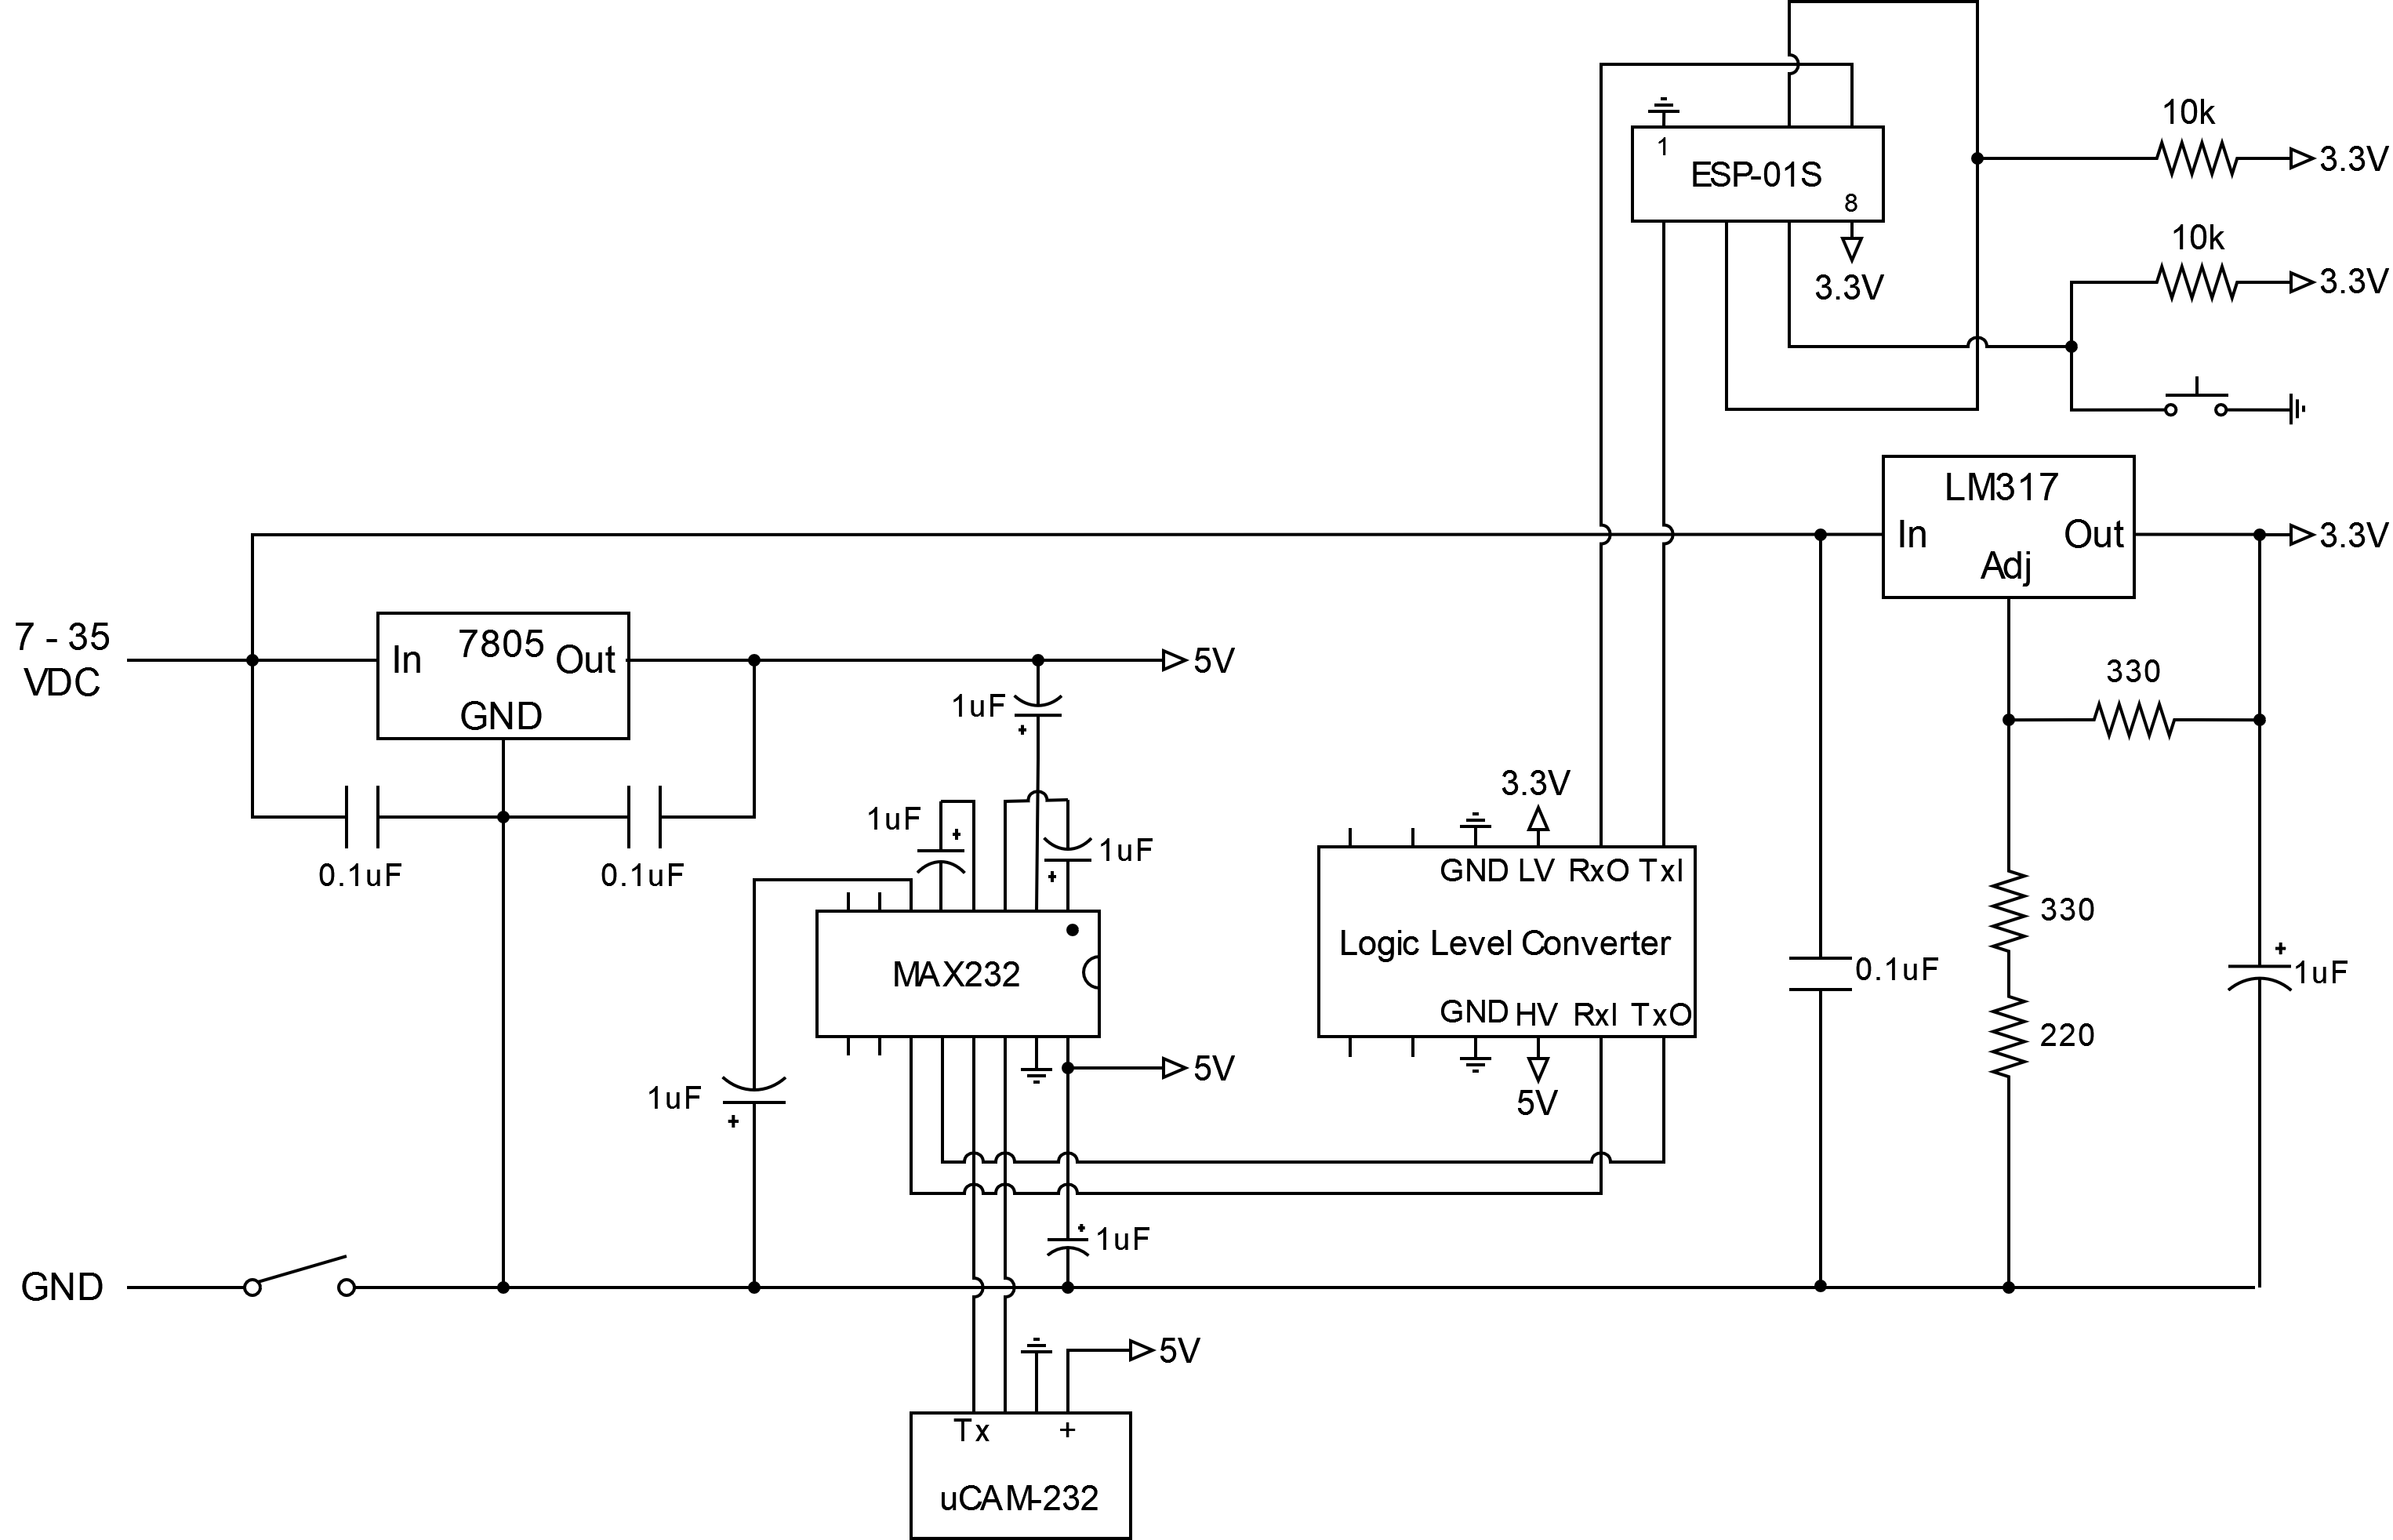 1
ESP-01S
8
3.3V
10k
3.3V
10k
3.3V
LM317
In
Out
Adj
3.3V
7 - 35
VDC
7805
In
Out
GND
5V
0.1uF
0.1uF
1uF
+
1uF
+
1uF
+
MAX232
1uF
+
5V
3.3V
GND LV RxO TxI
Logic Level Converter
GND HV RxI TxO
5V
330
330
220
0.1uF
+
1uF
+
1uF
GND
5V
Tx
+
uCAM-232